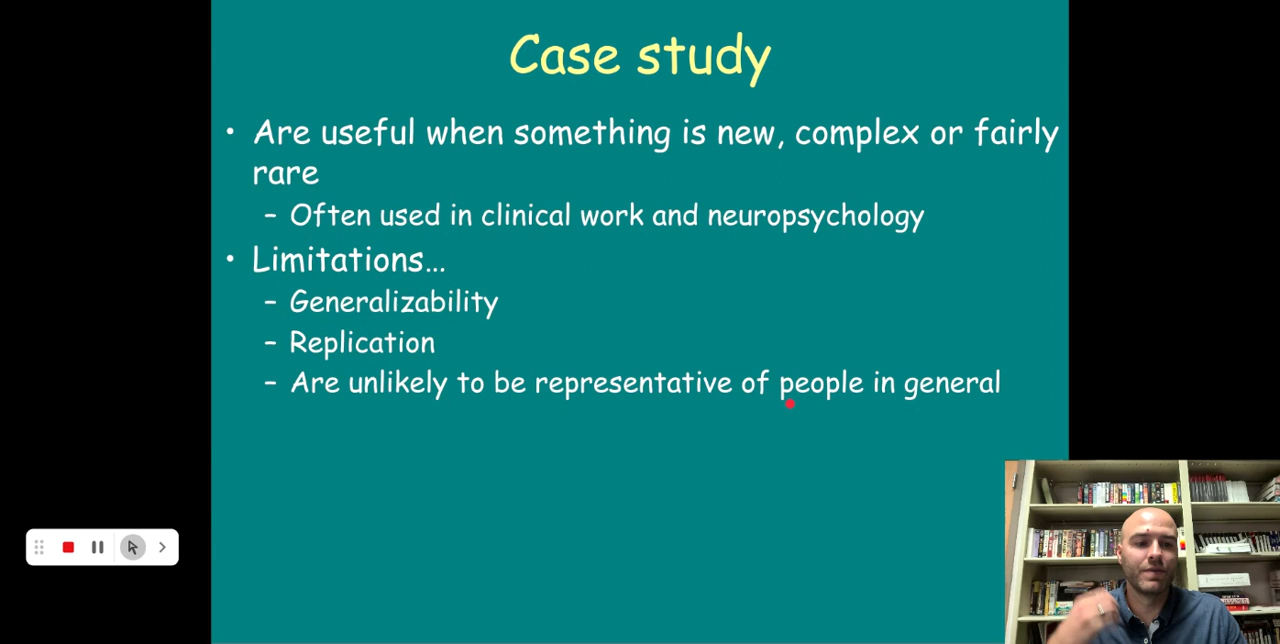 Case study
• Are useful when something is new, complex or fairly
rare
– Often used in clinical work and neuropsychology
• Limitations…
– Generalizability
– Replication
– Are unlikely to be representative of people in general